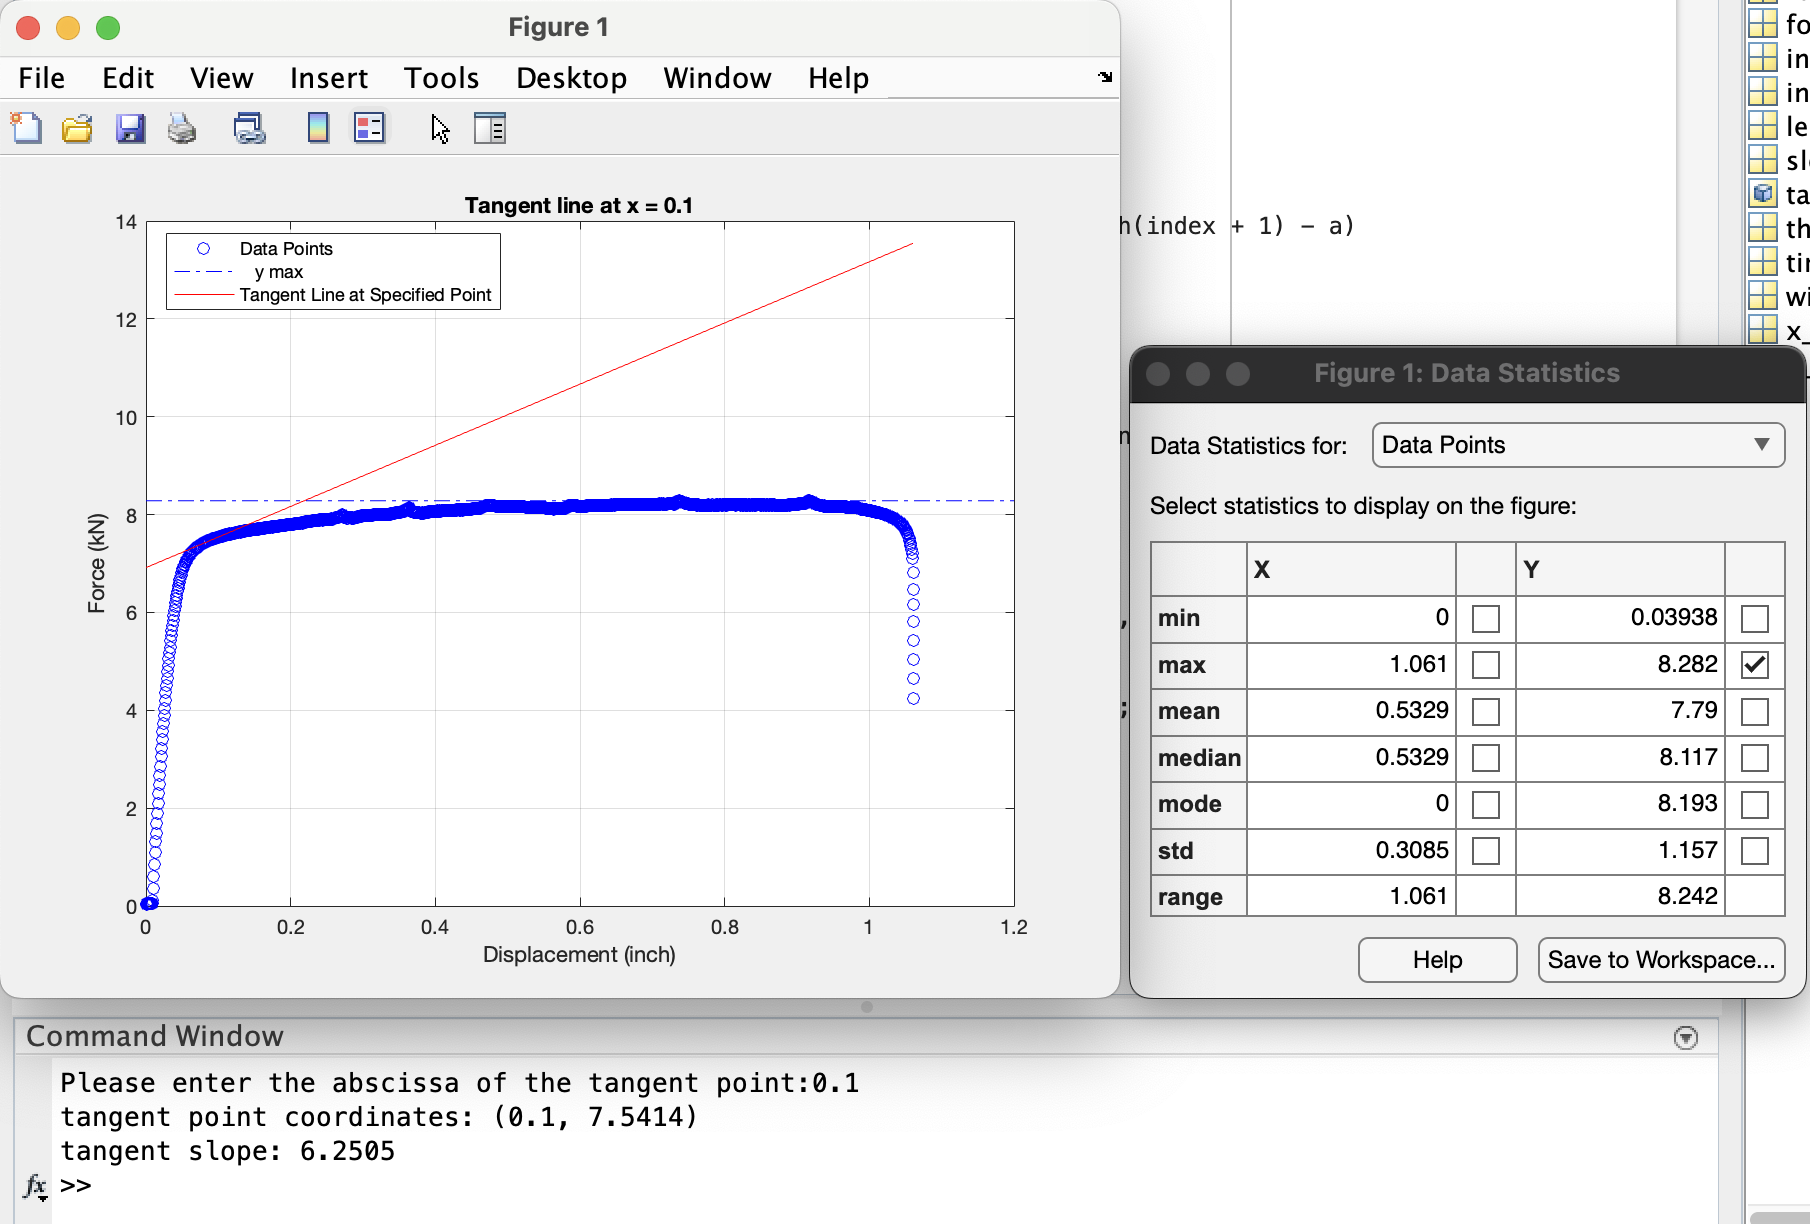 Figure 1
File Edit View Insert Tools Desktop Window Help
Tangent line at x = 0.1
Data Points
y max
Tangent Line at Specified Point
14
12
10
8
6
4
2
0
Force (kN)
0 0.2 0.4 0.6 0.8 1 1.2
Displacement (inch)
h(index + 1) - a)
fo
in
in
le
sl
ta
th
ti
wi
x_
Figure 1: Data Statistics
Data Statistics for: Data Points
Select statistics to display on the figure:
X Y
min 0 0.03938
max 1.061 8.282
mean 0.5329 7.79
median 0.5329 8.117
mode 0 8.193
std 0.3085 1.157
range 1.061 8.242
Help Save to Workspace...
Command Window
Please enter the abscissa of the tangent point:0.1
tangent point coordinates: (0.1, 7.5414)
tangent slope: 6.2505
fx >>